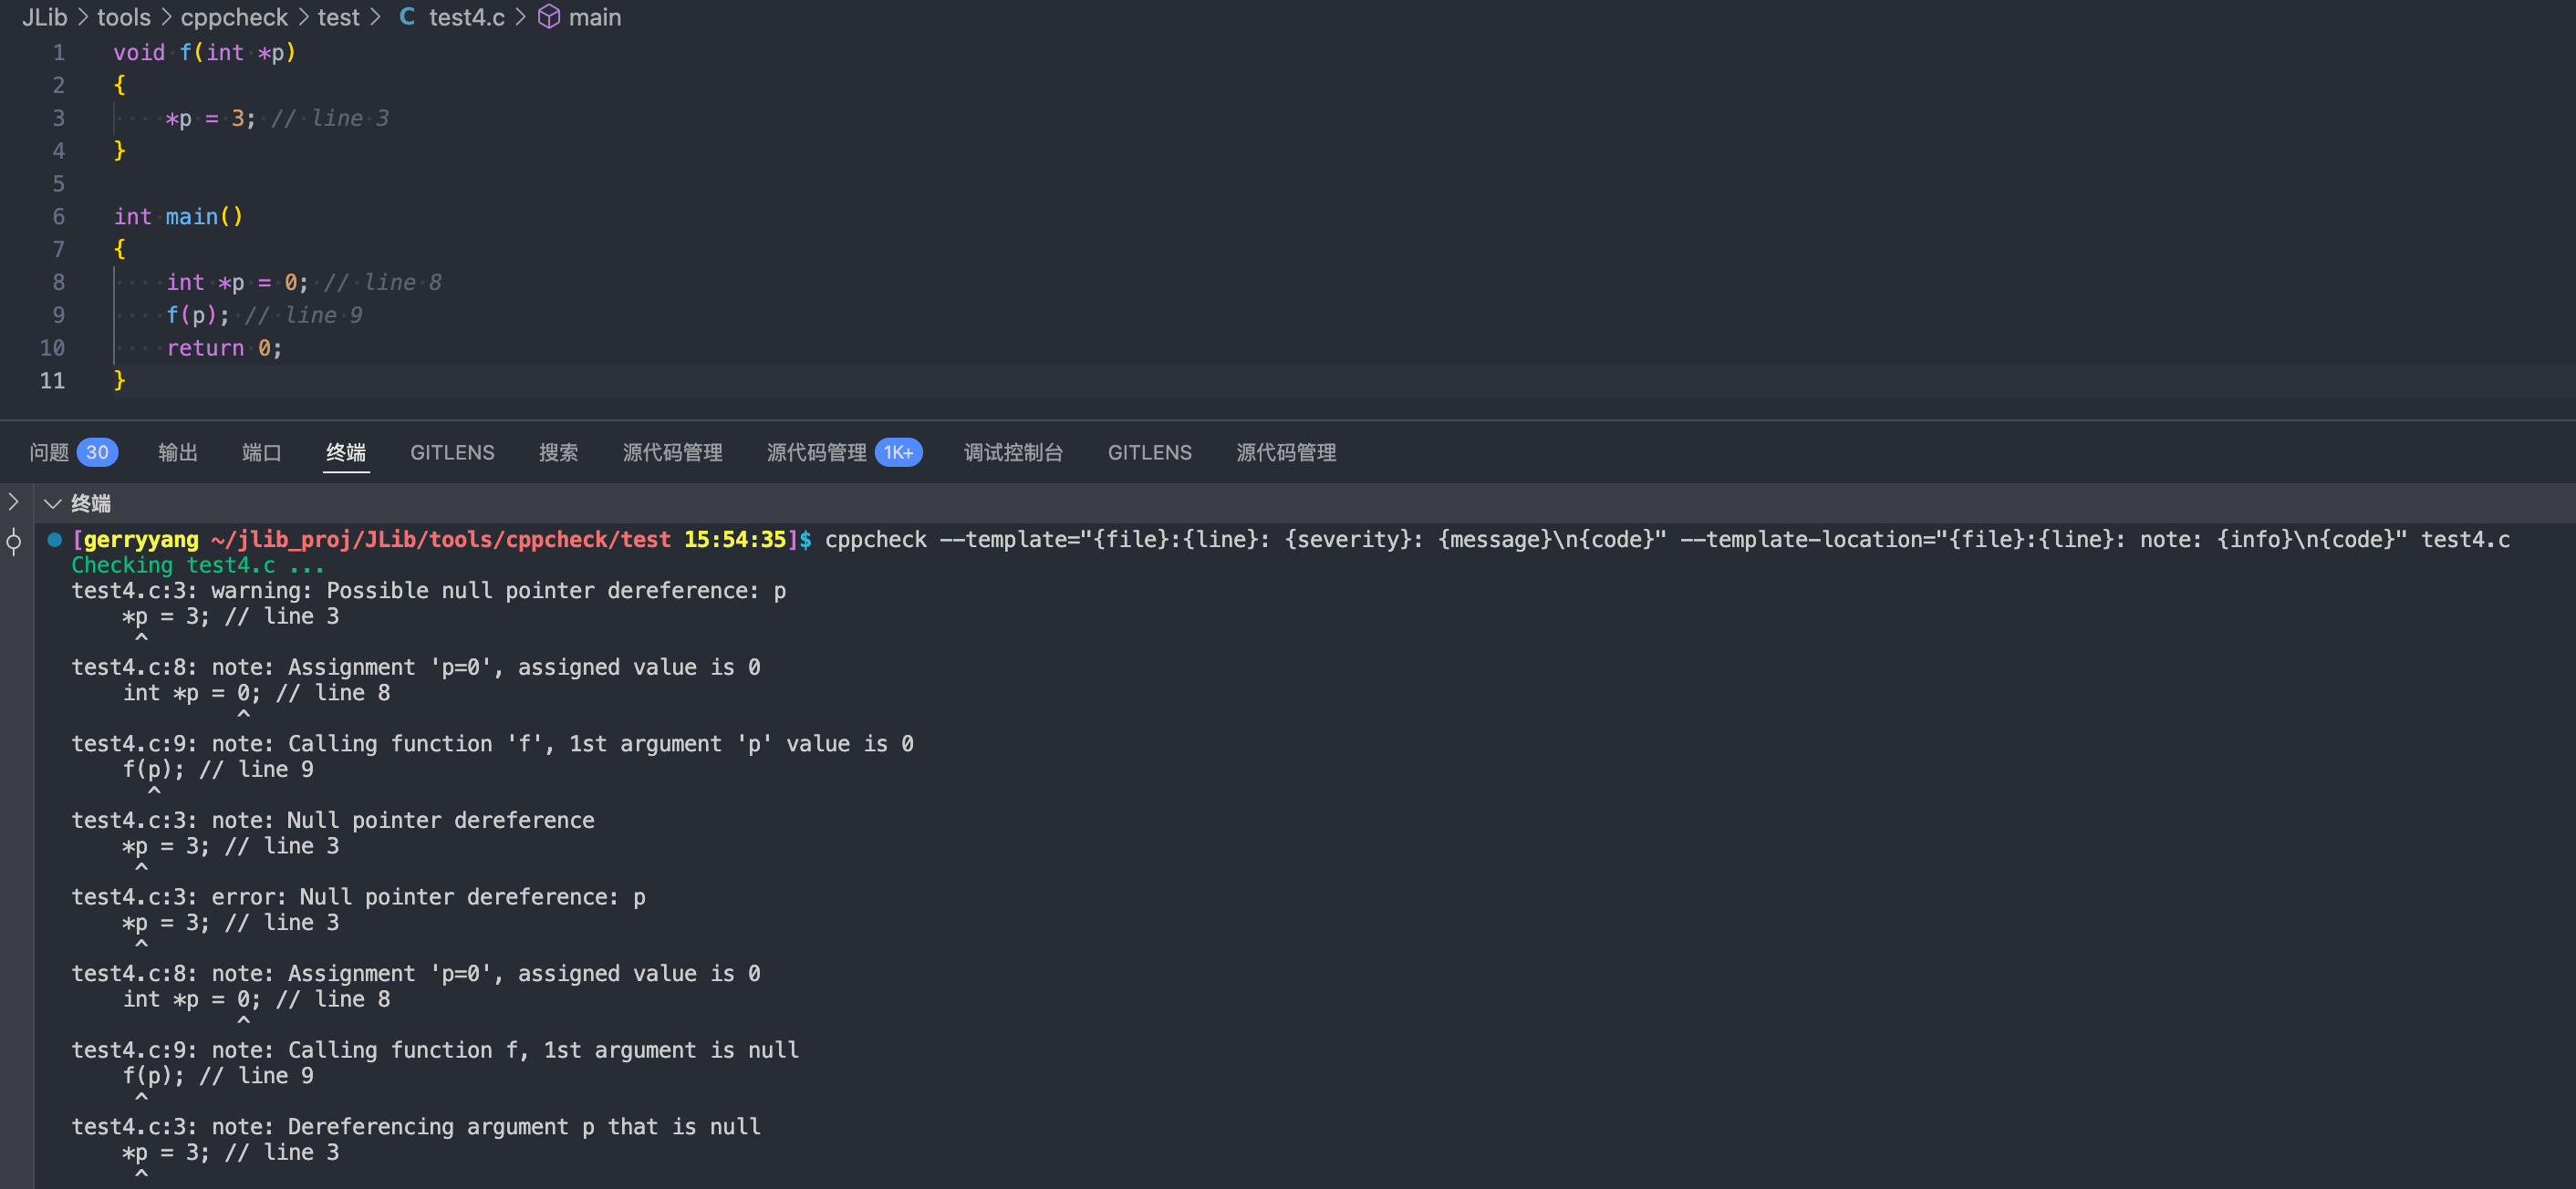 JLib > tools > cppcheck > test > C test4.c > main
1 void f(int *p)
2 {
3     *p = 3; // line 3
4 }
5
6 int main()
7 {
8     int *p = 0; // line 8
9     f(p); // line 9
10     return 0;
11 }
问题 30 输出 端口 终端 GITLENS 搜索 源代码管理 源代码管理 1K+ 调试控制台 GITLENS 源代码管理
终端
[gerryyang ~/jlib_proj/JLib/tools/cppcheck/test 15:54:35]$ cppcheck --template="{file}:{line}: {severity}: {message}\n{code}" --template-location="{file}:{line}: note: {info}\n{code}" test4.c
Checking test4.c ...
test4.c:3: warning: Possible null pointer dereference: p
    *p = 3; // line 3
     ^
test4.c:8: note: Assignment 'p=0', assigned value is 0
    int *p = 0; // line 8
             ^
test4.c:9: note: Calling function 'f', 1st argument 'p' value is 0
    f(p); // line 9
      ^
test4.c:3: note: Null pointer dereference
    *p = 3; // line 3
     ^
test4.c:3: error: Null pointer dereference: p
    *p = 3; // line 3
     ^
test4.c:8: note: Assignment 'p=0', assigned value is 0
    int *p = 0; // line 8
             ^
test4.c:9: note: Calling function f, 1st argument is null
    f(p); // line 9
     ^
test4.c:3: note: Dereferencing argument p that is null
    *p = 3; // line 3
     ^